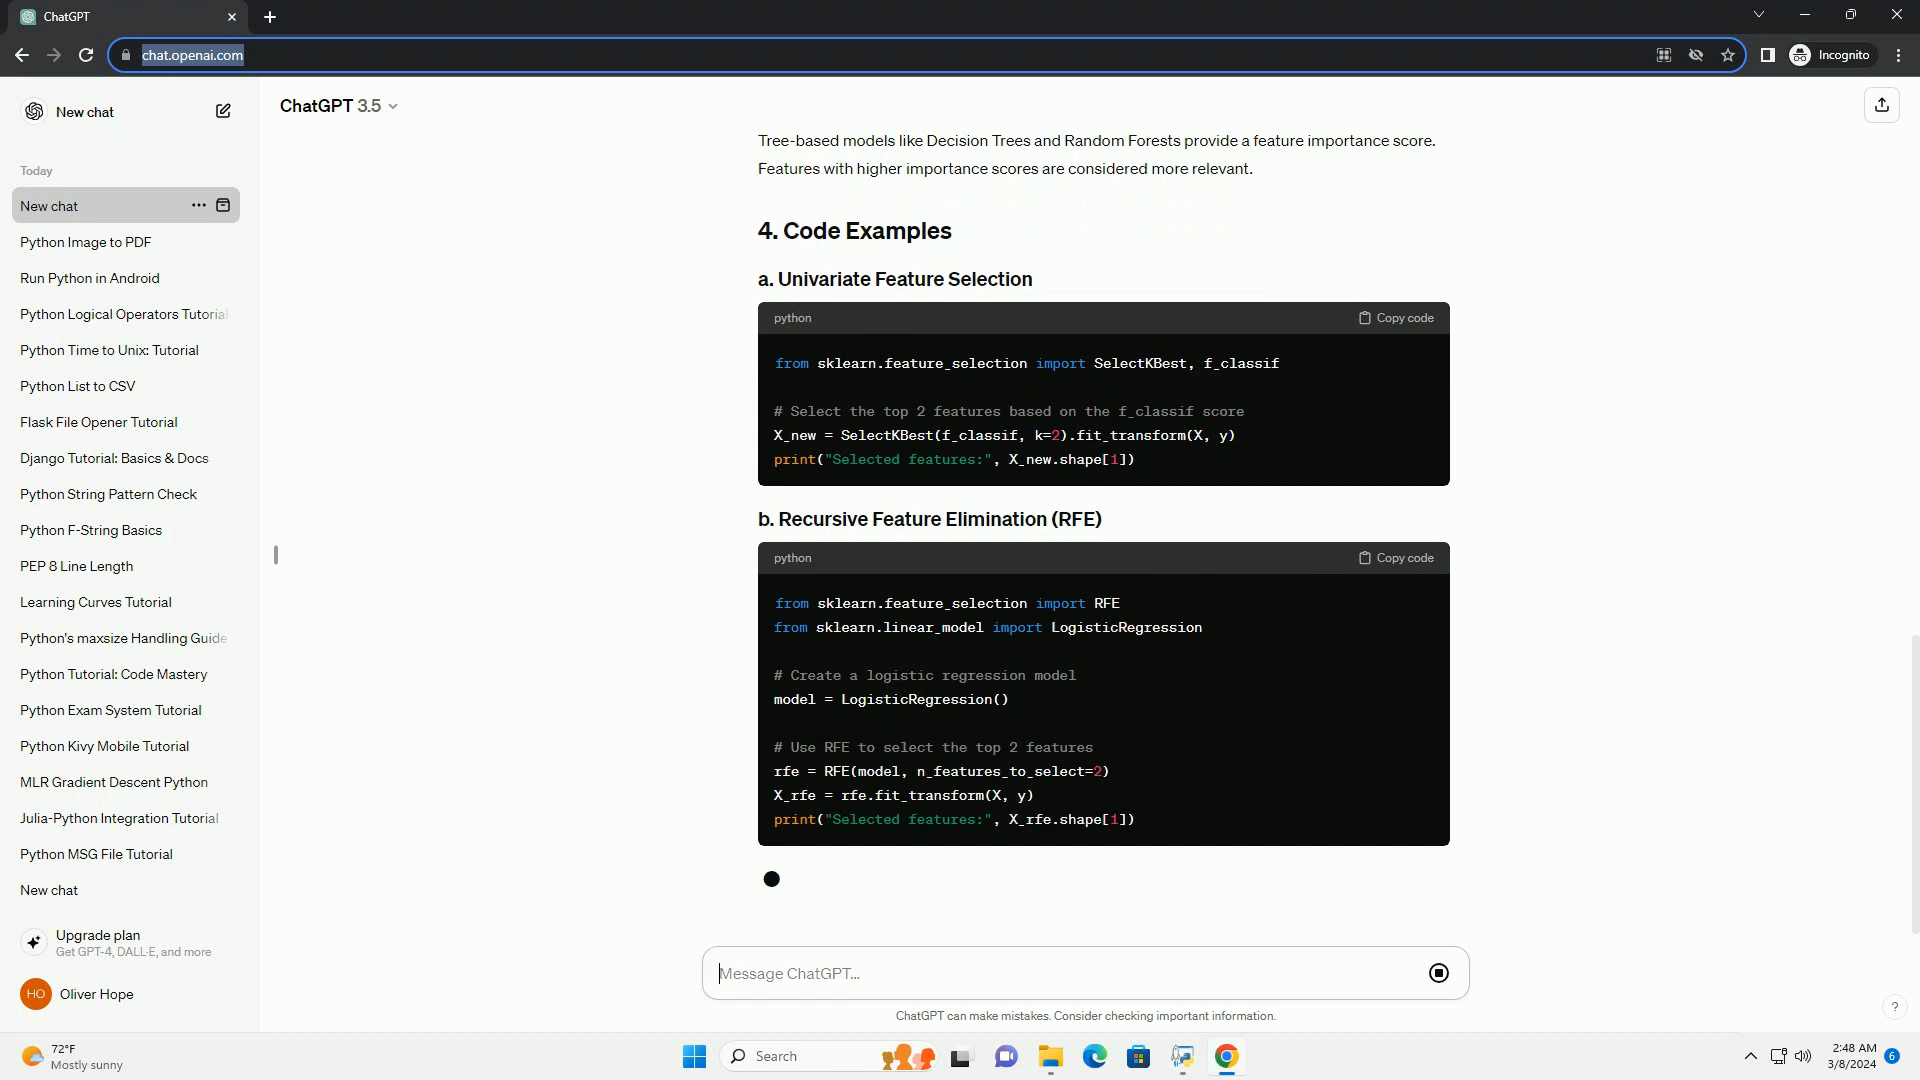 ChatGPT
chat.openai.com
Incognito
New chat
Today
New chat
Python Image to PDF
Run Python in Android
Python Logical Operators Tutorial
Python Time to Unix: Tutorial
Python List to CSV
Flask File Opener Tutorial
Django Tutorial: Basics & Docs
Python String Pattern Check
Python F-String Basics
PEP 8 Line Length
Learning Curves Tutorial
Python's maxsize Handling Guide
Python Tutorial: Code Mastery
Python Exam System Tutorial
Python Kivy Mobile Tutorial
MLR Gradient Descent Python
Julia-Python Integration Tutorial
Python MSG File Tutorial
New chat
Upgrade plan
Get GPT-4, DALL·E, and more
HO Oliver Hope
ChatGPT 3.5
Tree-based models like Decision Trees and Random Forests provide a feature importance score.
Features with higher importance scores are considered more relevant.
4. Code Examples
a. Univariate Feature Selection
python Copy code
from sklearn.feature_selection import SelectKBest, f_classif
# Select the top 2 features based on the f_classif score
X_new = SelectKBest(f_classif, k=2).fit_transform(X, y)
print("Selected features:", X_new.shape[1])
b. Recursive Feature Elimination (RFE)
python Copy code
from sklearn.feature_selection import RFE
from sklearn.linear_model import LogisticRegression
# Create a logistic regression model
model = LogisticRegression()
# Use RFE to select the top 2 features
rfe = RFE(model, n_features_to_select=2)
X_rfe = rfe.fit_transform(X, y)
print("Selected features:", X_rfe.shape[1])
Message ChatGPT...
ChatGPT can make mistakes. Consider checking important information.
?
72°F
Mostly sunny
Search
2:48 AM
3/8/2024
6